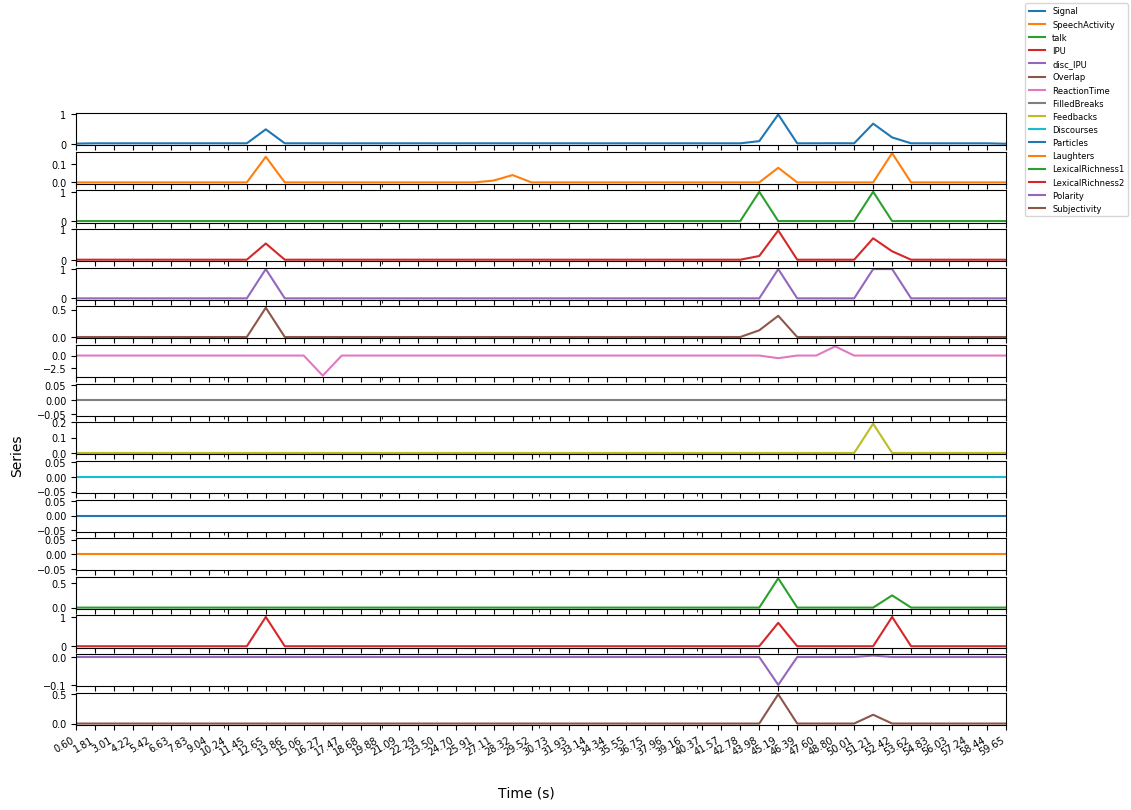 Signal
SpeechActivity
talk
IPU
disc_IPU
Overlap
ReactionTime
FilledBreaks
Feedbacks
Discourses
Particles
Laughters
LexicalRichness1
LexicalRichness2
Polarity
Subjectivity
1
0
0.1
0.0
1
0
1
0
1
0
0.5
0.0
0.0
−2.5
0.05
0.00
−0.05
0.2
0.1
0.0
0.05
0.00
−0.05
0.05
0.00
−0.05
0.05
0.00
−0.05
0.5
0.0
1
0
0.0
−0.1
0.5
0.0
Series
0.60 1.81 3.01 4.22 5.42 6.63 7.83 9.04 10.24 11.45 12.65 13.86 15.06 16.27 17.47 18.68 19.88 21.09 22.29 23.50 24.70 25.91 27.11 28.32 29.52 30.73 31.93 33.14 34.34 35.55 36.75 37.96 39.16 40.37 41.57 42.78 43.98 45.19 46.39 47.60 48.80 50.01 51.21 52.42 53.62 54.83 56.03 57.24 58.44 59.65
Time (s)